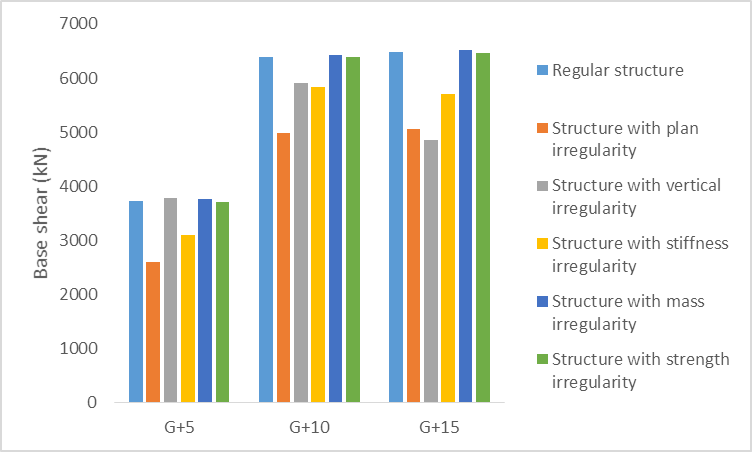 7000
6000
5000
4000
3000
2000
1000
0
Base shear (kN)
G+5
G+10
G+15
Regular structure
Structure with plan
irregularity
Structure with vertical
irregularity
Structure with stiffness
irregularity
Structure with mass
irregularity
Structure with strength
irregularity